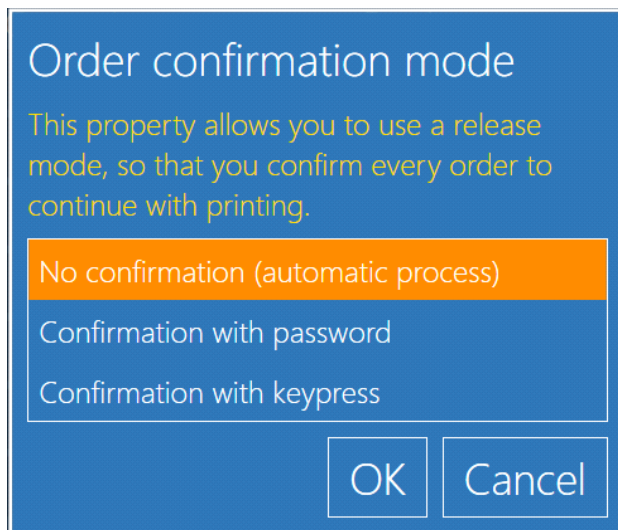 Order confirmation mode
This property allows you to use a release
mode, so that you confirm every order to
continue with printing.
No confirmation (automatic process)
Confirmation with password
Confirmation with keypress
OK
Cancel